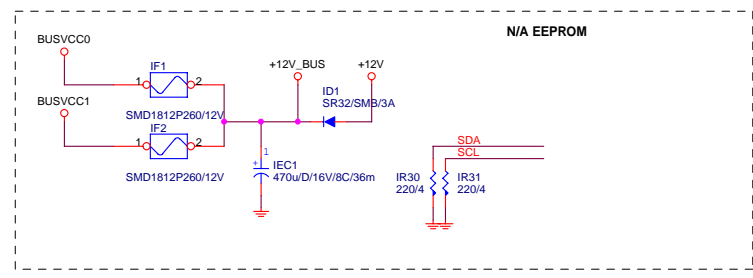 N/A EEPROM
BUSVCC0
IF1
1
2
SMD1812P260/12V
BUSVCC1
IF2
1
2
SMD1812P260/12V
+12V_BUS
+12V
ID1
SR32/SMB/3A
1
+
IEC1
470u/D/16V/8C/36m
SDA
SCL
IR30
220/4
IR31
220/4